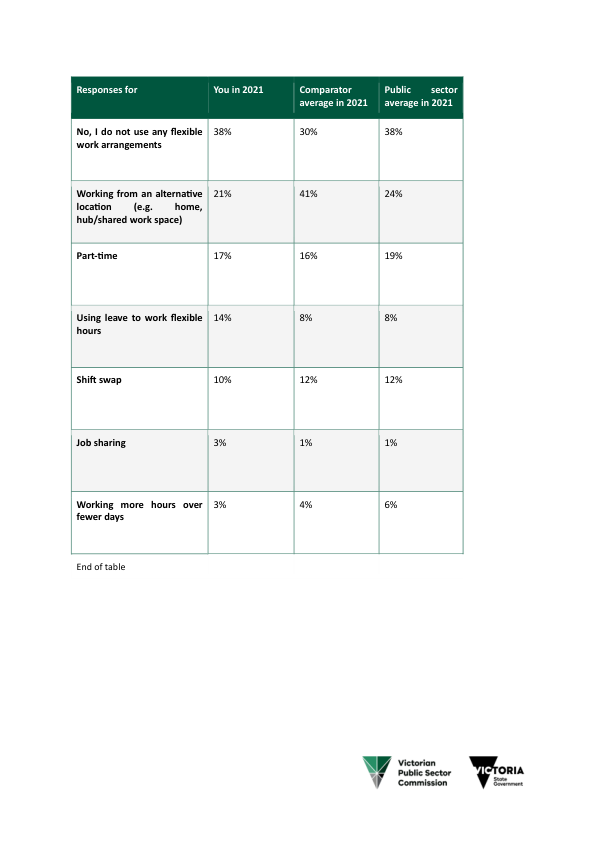 Responses for
You in 2021
Comparator
average in 2021
Public sector
average in 2021
No, I do not use any flexible
work arrangements
38%
30%
38%
Working from an alternative
location (e.g. home,
hub/shared work space)
21%
41%
24%
Part-time
17%
16%
19%
Using leave to work flexible
hours
14%
8%
8%
Shift swap
10%
12%
12%
Job sharing
3%
1%
1%
Working more hours over
fewer days
3%
4%
6%
End of table
Victorian
Public Sector
Commission
VICTORIA
State
Government